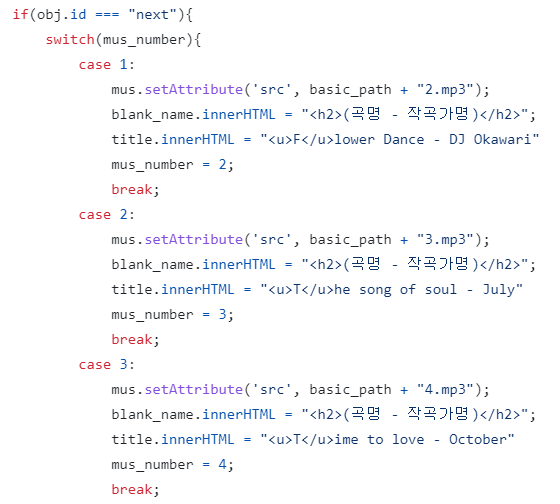 if(obj.id === "next"){
switch(mus_number){
case 1:
mus.setAttribute('src', basic_path + "2.mp3");
blank_name.innerHTML = "<h2>(곡명 - 작곡가명)</h2>";
title.innerHTML = "<u>F</u>lower Dance - DJ Okawari"
mus_number = 2;
break;
case 2:
mus.setAttribute('src', basic_path + "3.mp3");
blank_name.innerHTML = "<h2>(곡명 - 작곡가명)</h2>";
title.innerHTML = "<u>T</u>he song of soul - July"
mus_number = 3;
break;
case 3:
mus.setAttribute('src', basic_path + "4.mp3");
blank_name.innerHTML = "<h2>(곡명 - 작곡가명)</h2>";
title.innerHTML = "<u>T</u>ime to love - October"
mus_number = 4;
break;